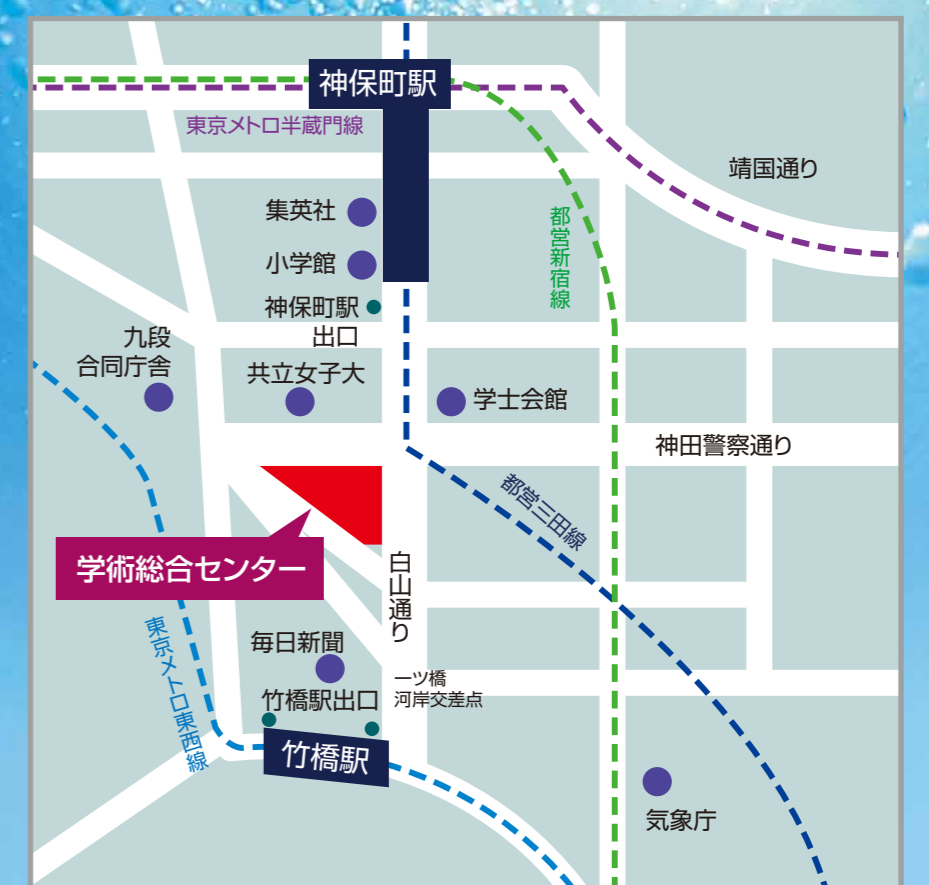 神保町駅
東京メトロ半蔵門線
靖国通り
集英社
都営新宿線
小学館
神保町駅
出口
九段
合同庁舎
共立女子大
学士会館
神田警察通り
都営三田線
学術総合センター
白山通り
東京メトロ東西線
毎日新聞
一ツ橋
河岸交差点
竹橋駅出口
竹橋駅
気象庁